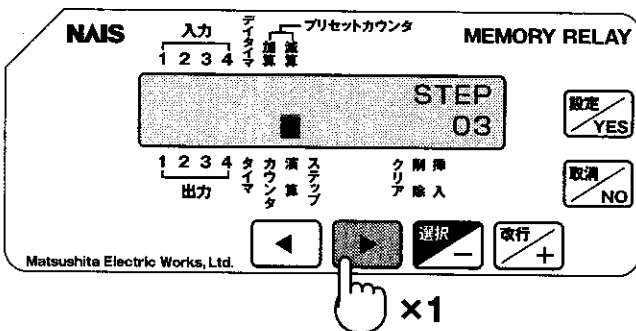 NAIS
入力
デイタイマ
加算
減算
プリセットカウンタ
MEMORY RELAY
1 2 3 4
STEP
03
設定
YES
1 2 3 4
出力
タイマ
カウンタ
演算
ステップ
クリア
削除
挿入
取消
NO
◀
▶
選択
−
改行
+
Matsushita Electric Works, Ltd.
×1